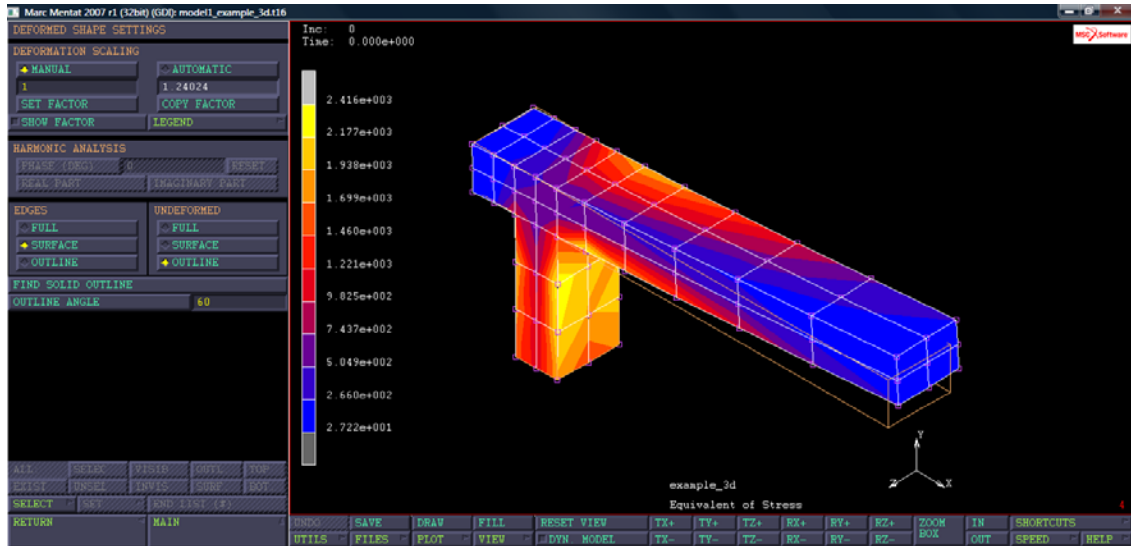 Marc Mentat 2007 r1 (32bit) (GDI): model1_example_3d.t16
DEFORMED SHAPE SETTINGS
DEFORMATION SCALING
MANUAL AUTOMATIC
1 1.24024
SET FACTOR COPY FACTOR
SHOW FACTOR LEGEND
HARMONIC ANALYSIS
PHASE (DEG) 0 RESET
REAL PART IMAGINARY PART
EDGES UNDEFORMED
FULL FULL
SURFACE SURFACE
OUTLINE OUTLINE
FIND SOLID OUTLINE
OUTLINE ANGLE 60
ALL SELEC VISIB OUTL TOP
EXIST UNSEL INVIS SURF BOT
SELECT SET END LIST (#)
RETURN MAIN
Inc: 0
Time: 0.000e+000
MSC Software
2.416e+003
2.177e+003
1.938e+003
1.699e+003
1.460e+003
1.221e+003
9.825e+002
7.437e+002
5.049e+002
2.660e+002
2.722e+001
Y
Z X
example_3d
Equivalent of Stress
4
UNDO SAVE DRAW FILL RESET VIEW TX+ TY+ TZ+ RX+ RY+ RZ+ ZOOM BOX IN SHORTCUTS
UTILS FILES PLOT VIEW DYN MODEL TX- TY- TZ- RX- RY- RZ- OUT SPEED HELP